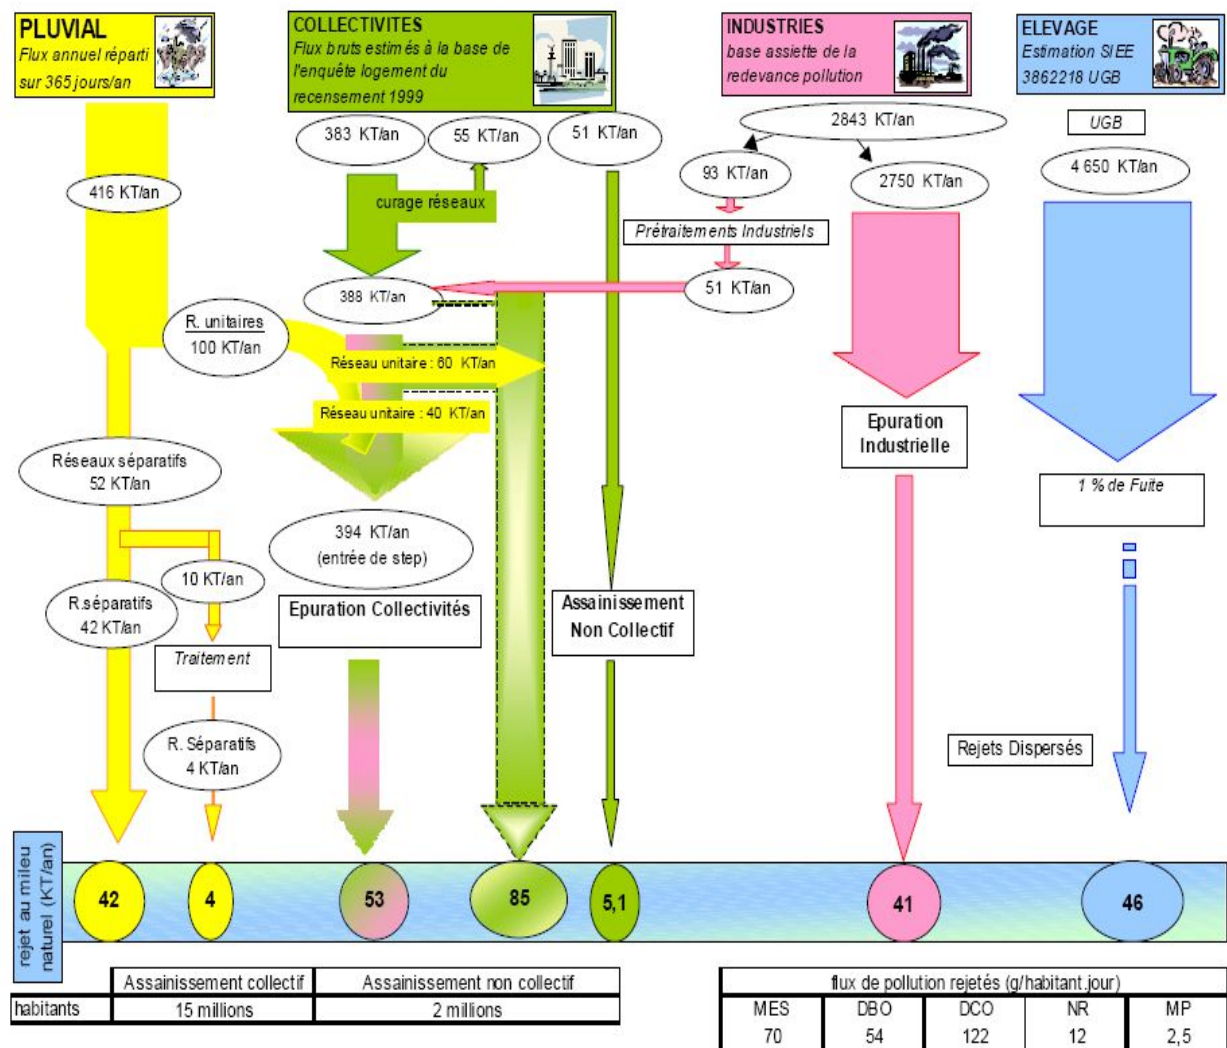 PLUVIAL
Flux annuel réparti
sur 365 jours/an
COLLECTIVITES
Flux bruts estimés à la base de
l'enquête logement du
recensement 1999
INDUSTRIES
base assiette de la
redevance pollution
ELEVAGE
Estimation SIEE
3862218 UGB
383 KT/an
55 KT/an
51 KT/an
2843 KT/an
UGB
93 KT/an
2750 KT/an
4 650 KT/an
416 KT/an
curage réseaux
Prétraitements Industriels
388 KT/an
51 KT/an
R. unitaires
100 KT/an
Réseau unitaire : 60 KT/an
Réseau unitaire : 40 KT/an
Epuration
Industrielle
Réseaux séparatifs
52 KT/an
1 % de Fuite
394 KT/an
(entrée de step)
10 KT/an
R.séparatifs
42 KT/an
Epuration Collectivités
Assainissement
Non Collectif
Traitement
R. Séparatifs
4 KT/an
Rejets Dispersés
rejet au mileu
naturel (KT/an)
42
4
53
85
5,1
41
46
Assainissement collectif Assainissement non collectif
habitants 15 millions 2 millions
flux de pollution rejetés (g/habitant.jour)
MES DBO DCO NR MP
70 54 122 12 2,5